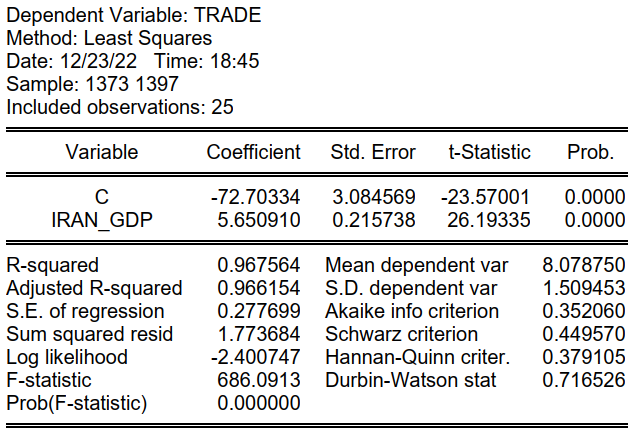 Dependent Variable: TRADE
Method: Least Squares
Date: 12/23/22 Time: 18:45
Sample: 1373 1397
Included observations: 25
Variable Coefficient Std. Error t-Statistic Prob.
C -72.70334 3.084569 -23.57001 0.0000
IRAN_GDP 5.650910 0.215738 26.19335 0.0000
R-squared 0.967564 Mean dependent var 8.078750
Adjusted R-squared 0.966154 S.D. dependent var 1.509453
S.E. of regression 0.277699 Akaike info criterion 0.352060
Sum squared resid 1.773684 Schwarz criterion 0.449570
Log likelihood -2.400747 Hannan-Quinn criter. 0.379105
F-statistic 686.0913 Durbin-Watson stat 0.716526
Prob(F-statistic) 0.000000